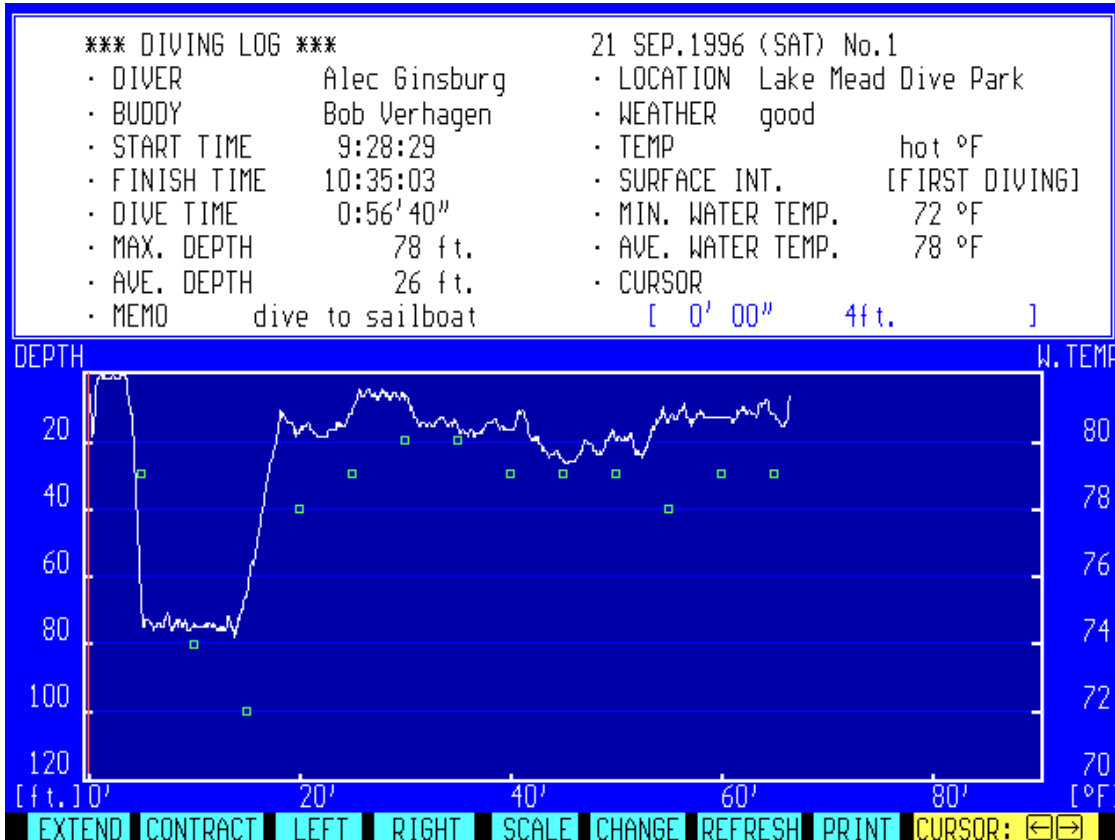 *** DIVING LOG *** 21 SEP.1996 (SAT) No.1
· DIVER Alec Ginsburg · LOCATION Lake Mead Dive Park
· BUDDY Bob Verhagen · WEATHER good
· START TIME 9:28:29 · TEMP hot °F
· FINISH TIME 10:35:03 · SURFACE INT. [FIRST DIVING]
· DIVE TIME 0:56'40" · MIN. WATER TEMP. 72 °F
· MAX. DEPTH 78 ft. · AVE. WATER TEMP. 78 °F
· AVE. DEPTH 26 ft. · CURSOR
· MEMO dive to sailboat [ 0' 00" 4ft. ]
DEPTH W.TEMP
20 80
40 78
60 76
80 74
100 72
120 70
[ft.] 0' 20' 40' 60' 80' [°F
EXTEND CONTRACT LEFT RIGHT SCALE CHANGE REFRESH PRINT CURSOR: ←→